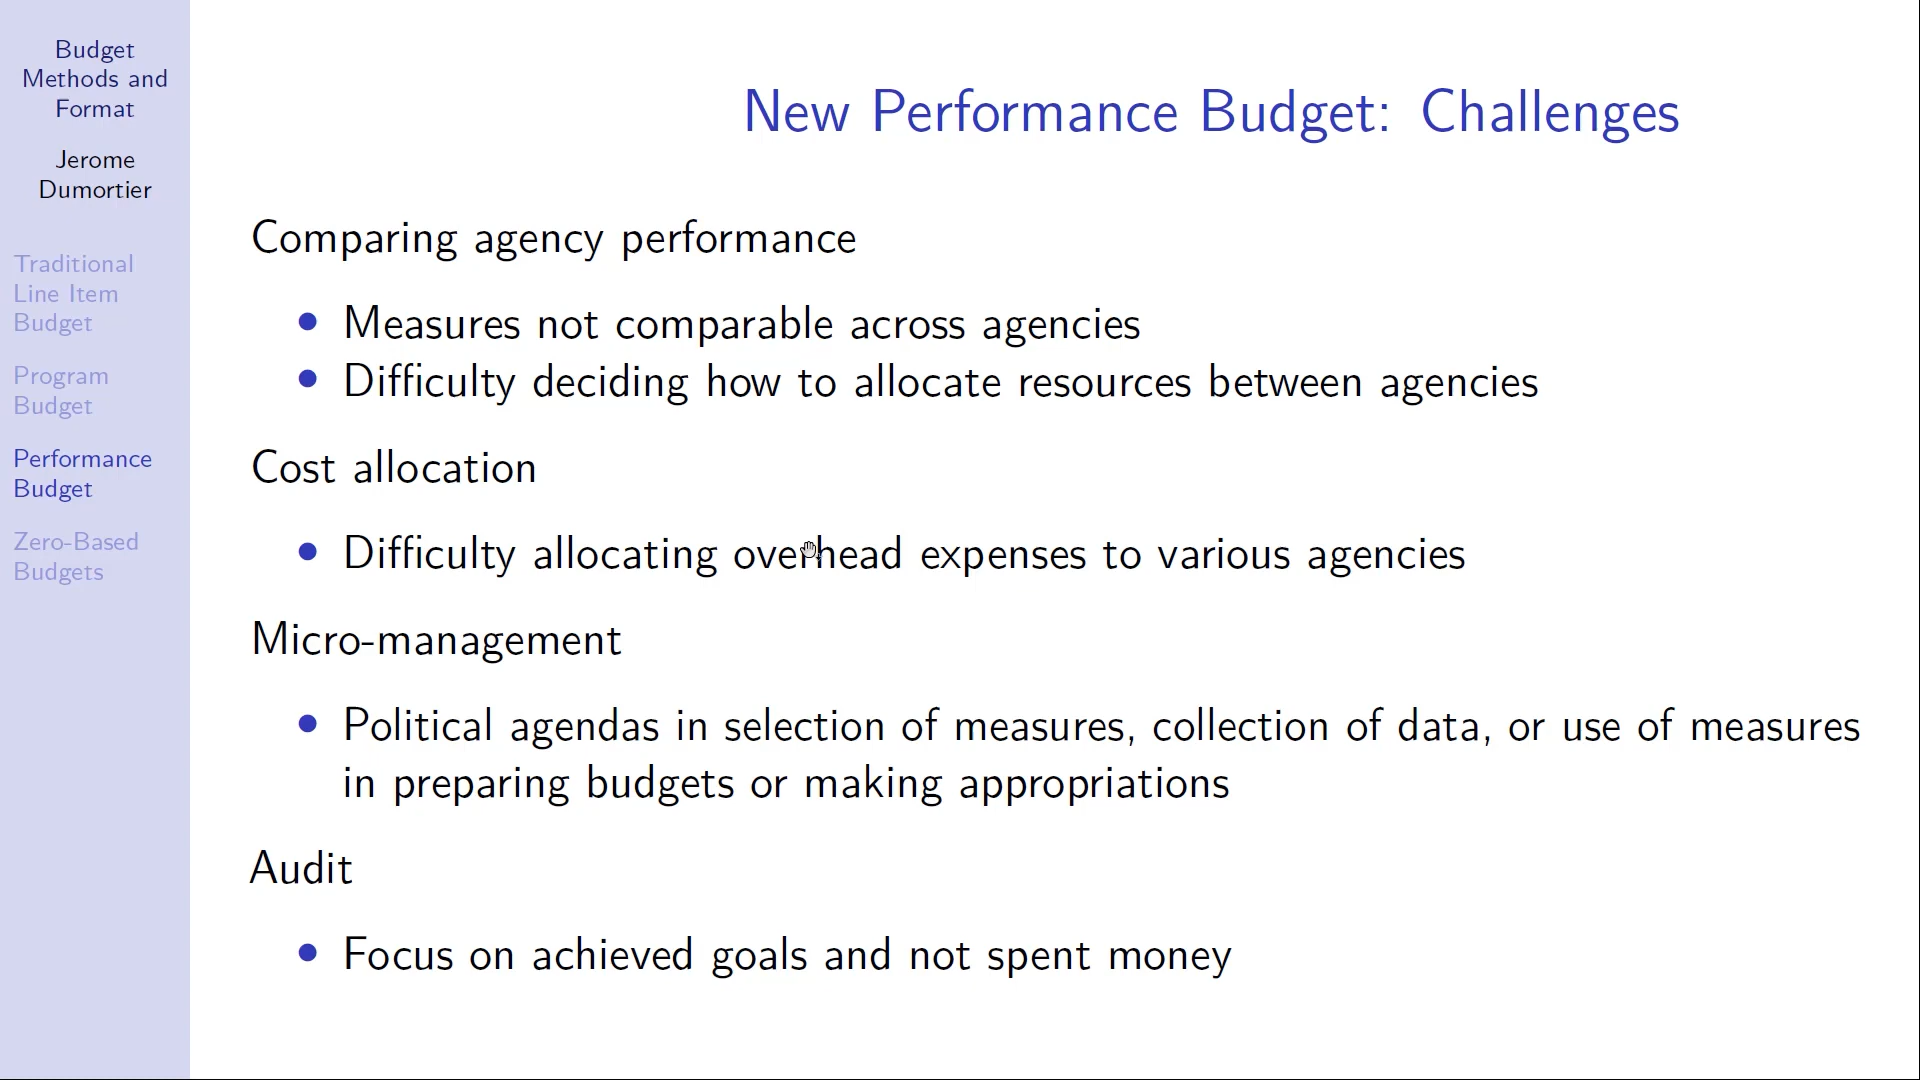 Budget
Methods and
Format
Jerome
Dumortier
Traditional
Line Item
Budget
Program
Budget
Performance
Budget
Zero-Based
Budgets
New Performance Budget: Challenges
Comparing agency performance
• Measures not comparable across agencies
• Difficulty deciding how to allocate resources between agencies
Cost allocation
• Difficulty allocating overhead expenses to various agencies
Micro-management
• Political agendas in selection of measures, collection of data, or use of measures
in preparing budgets or making appropriations
Audit
• Focus on achieved goals and not spent money